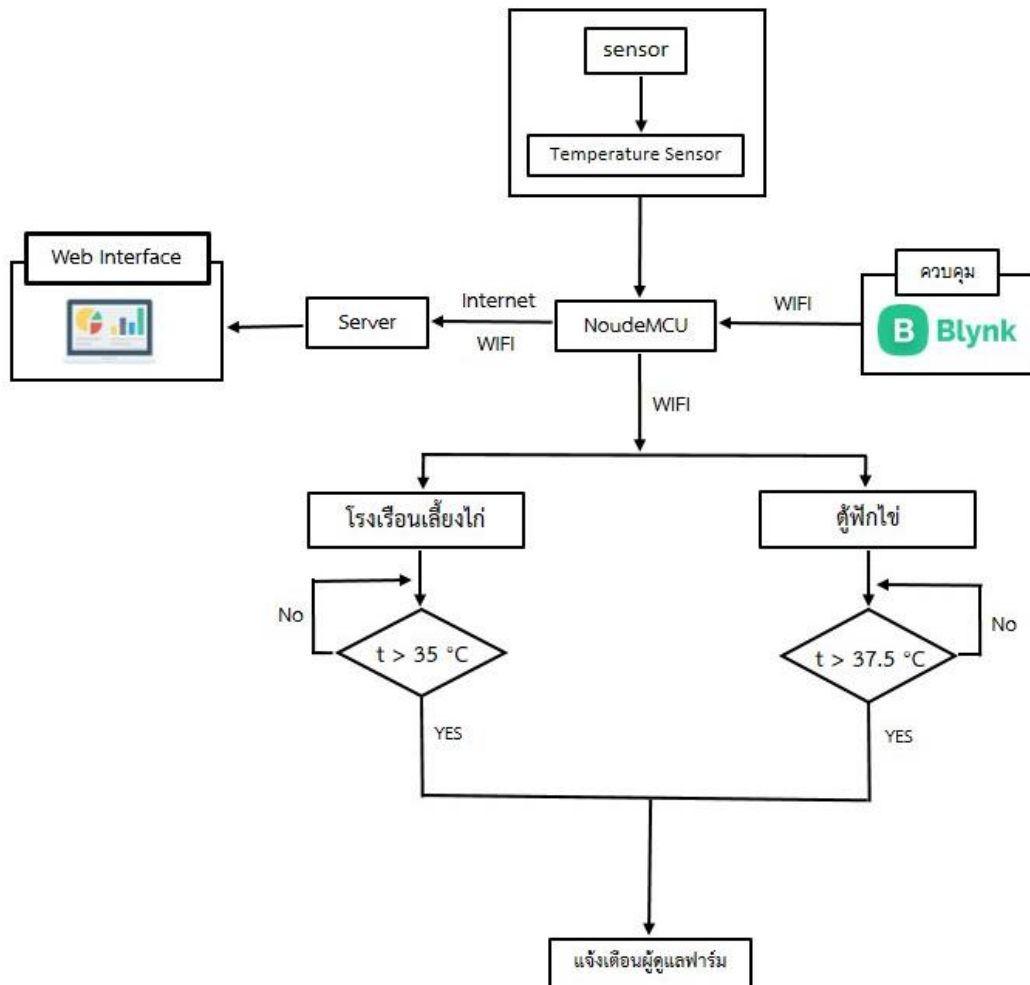 sensor
Temperature Sensor
Web Interface
ควบคุม
Internet
WIFI
Server
NoudeMCU
WIFI
B Blynk
WIFI
โรงเรือนเลี้ยงไก่
ตู้ฟักไข่
No
No
t > 35 °C
t > 37.5 °C
YES
YES
แจ้งเตือนผู้ดูแลฟาร์ม